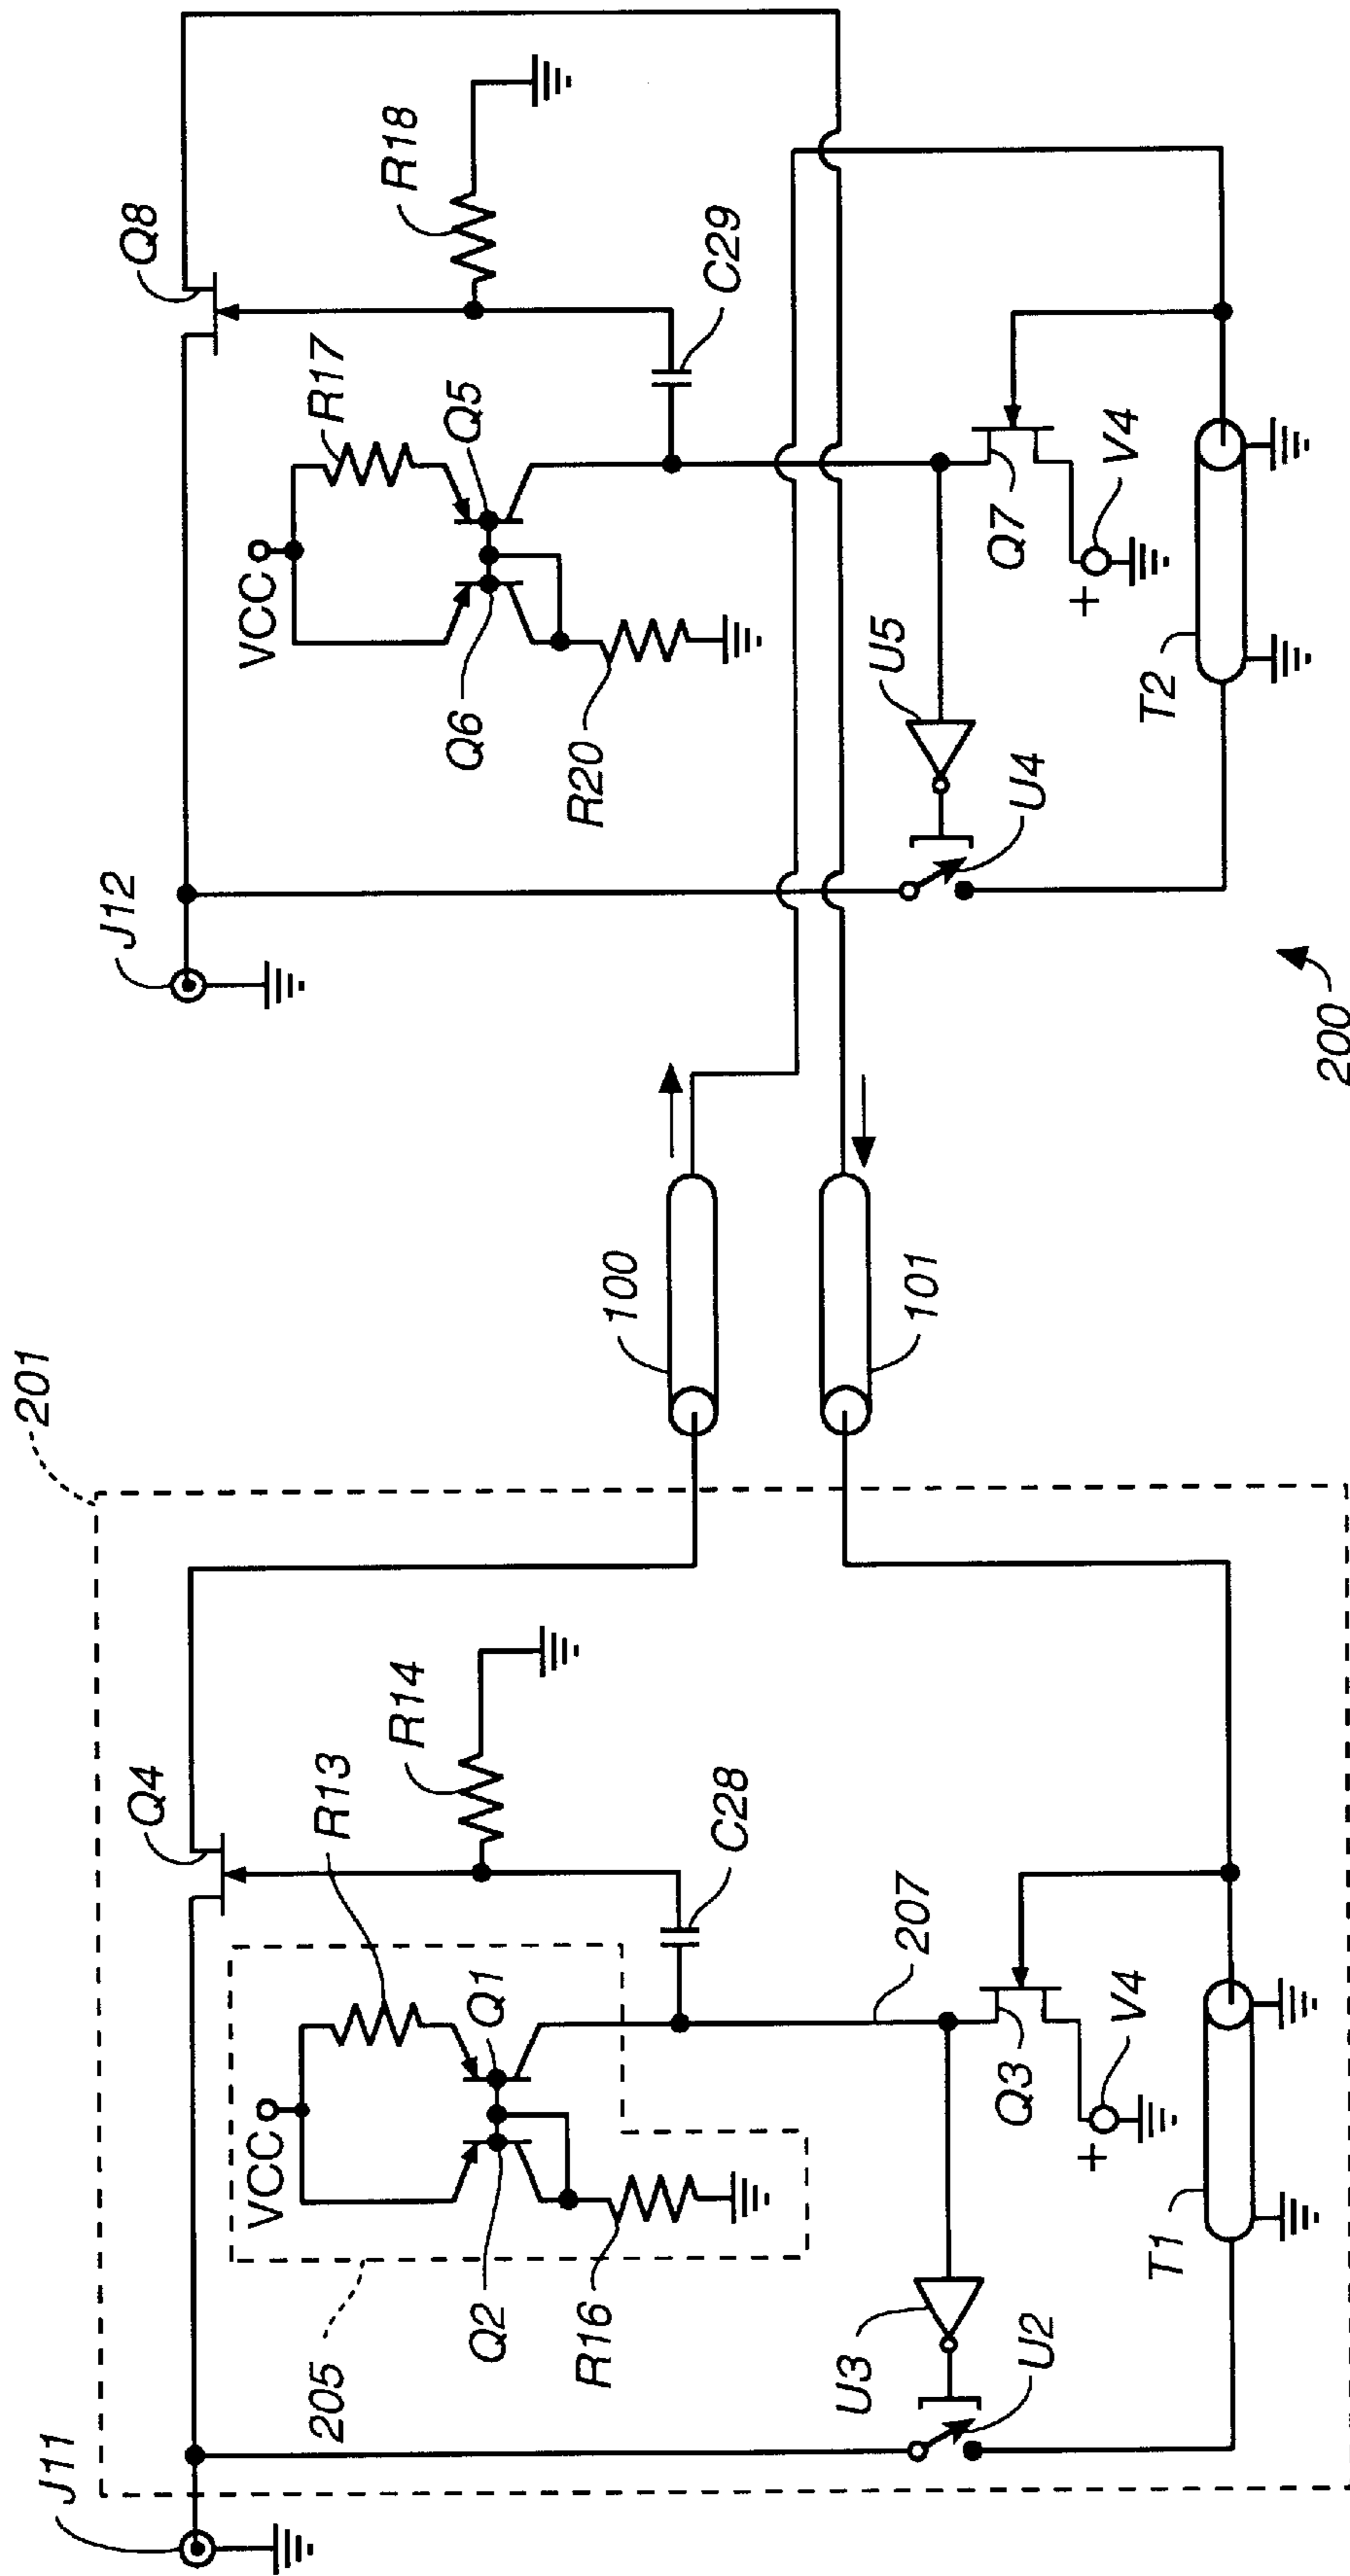 201
J11
Q4
R13
R14
VCC
Q2
Q1
205
R16
C28
207
U3
U2
Q3
V4
+
T1
100
101
J12
Q8
R17
R18
VCC
Q6
Q5
R20
C29
U5
U4
Q7
V4
+
T2
200